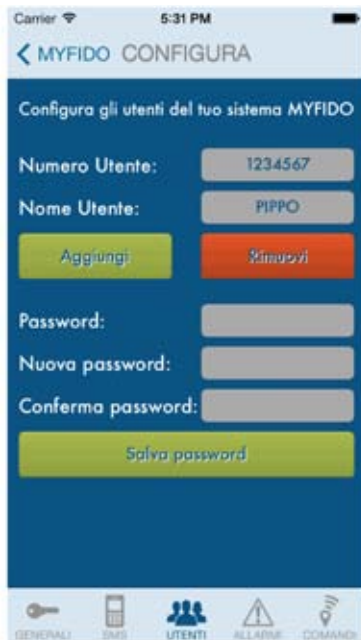 Carrier 5:31 PM
MYFIDO CONFIGURA
Configura gli utenti del tuo sistema MYFIDO
Numero Utente: 1234567
Nome Utente: PIPPO
Aggiungi Rimuovi
Password:
Nuova password:
Conferma password:
Salva password
GENERALI SMS UTENTI ALLARME COMANDI